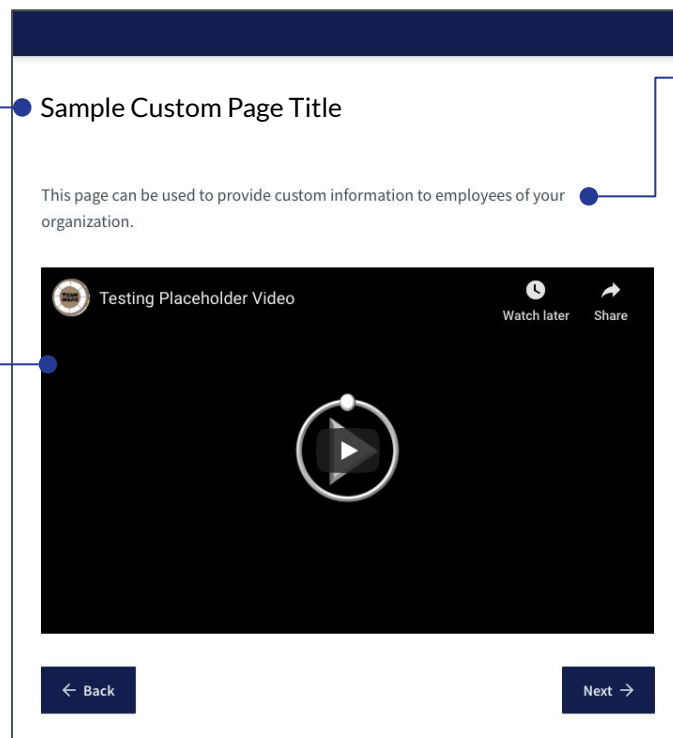 Sample Custom Page Title
This page can be used to provide custom information to employees of your
organization.
Testing Placeholder Video
Watch later
Share
← Back
Next →